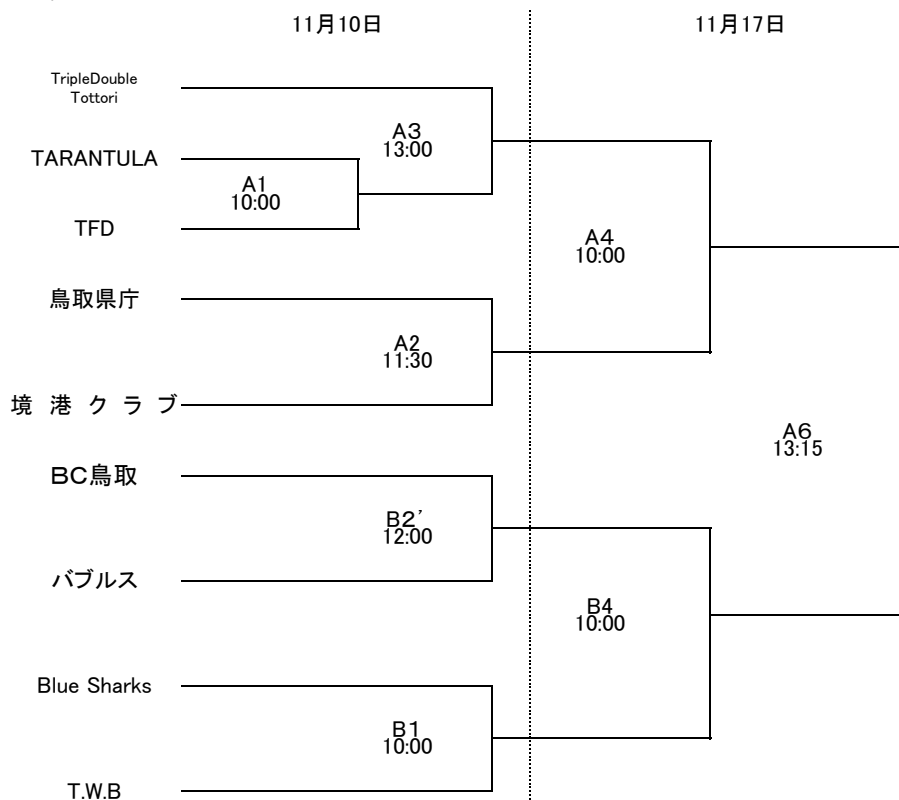 11月10日
11月17日
TripleDouble
Tottori
A3
13:00
TARANTULA
A1
10:00
TFD
A4
10:00
鳥取県庁
A2
11:30
境 港 ク ラ ブ
A6
13:15
BC鳥取
B2'
12:00
バブルス
B4
10:00
Blue Sharks
B1
10:00
T.W.B